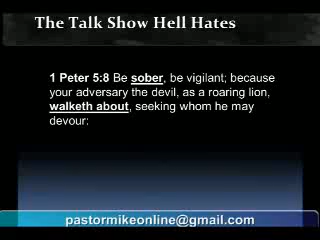 The Talk Show Hell Hates
1 Peter 5:8 Be sober, be vigilant; because
your adversary the devil, as a roaring lion,
walketh about, seeking whom he may
devour:
pastormikeonline@gmail.com